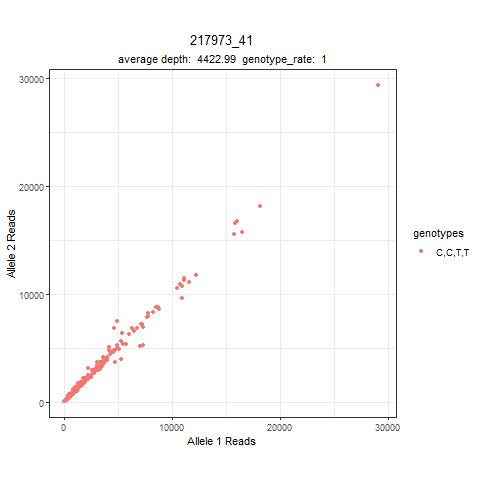 217973_41
average depth: 4422.99 genotype_rate: 1
30000
20000
10000
0
Allele 2 Reads
0 10000 20000 30000
Allele 1 Reads
genotypes
C,C,T,T